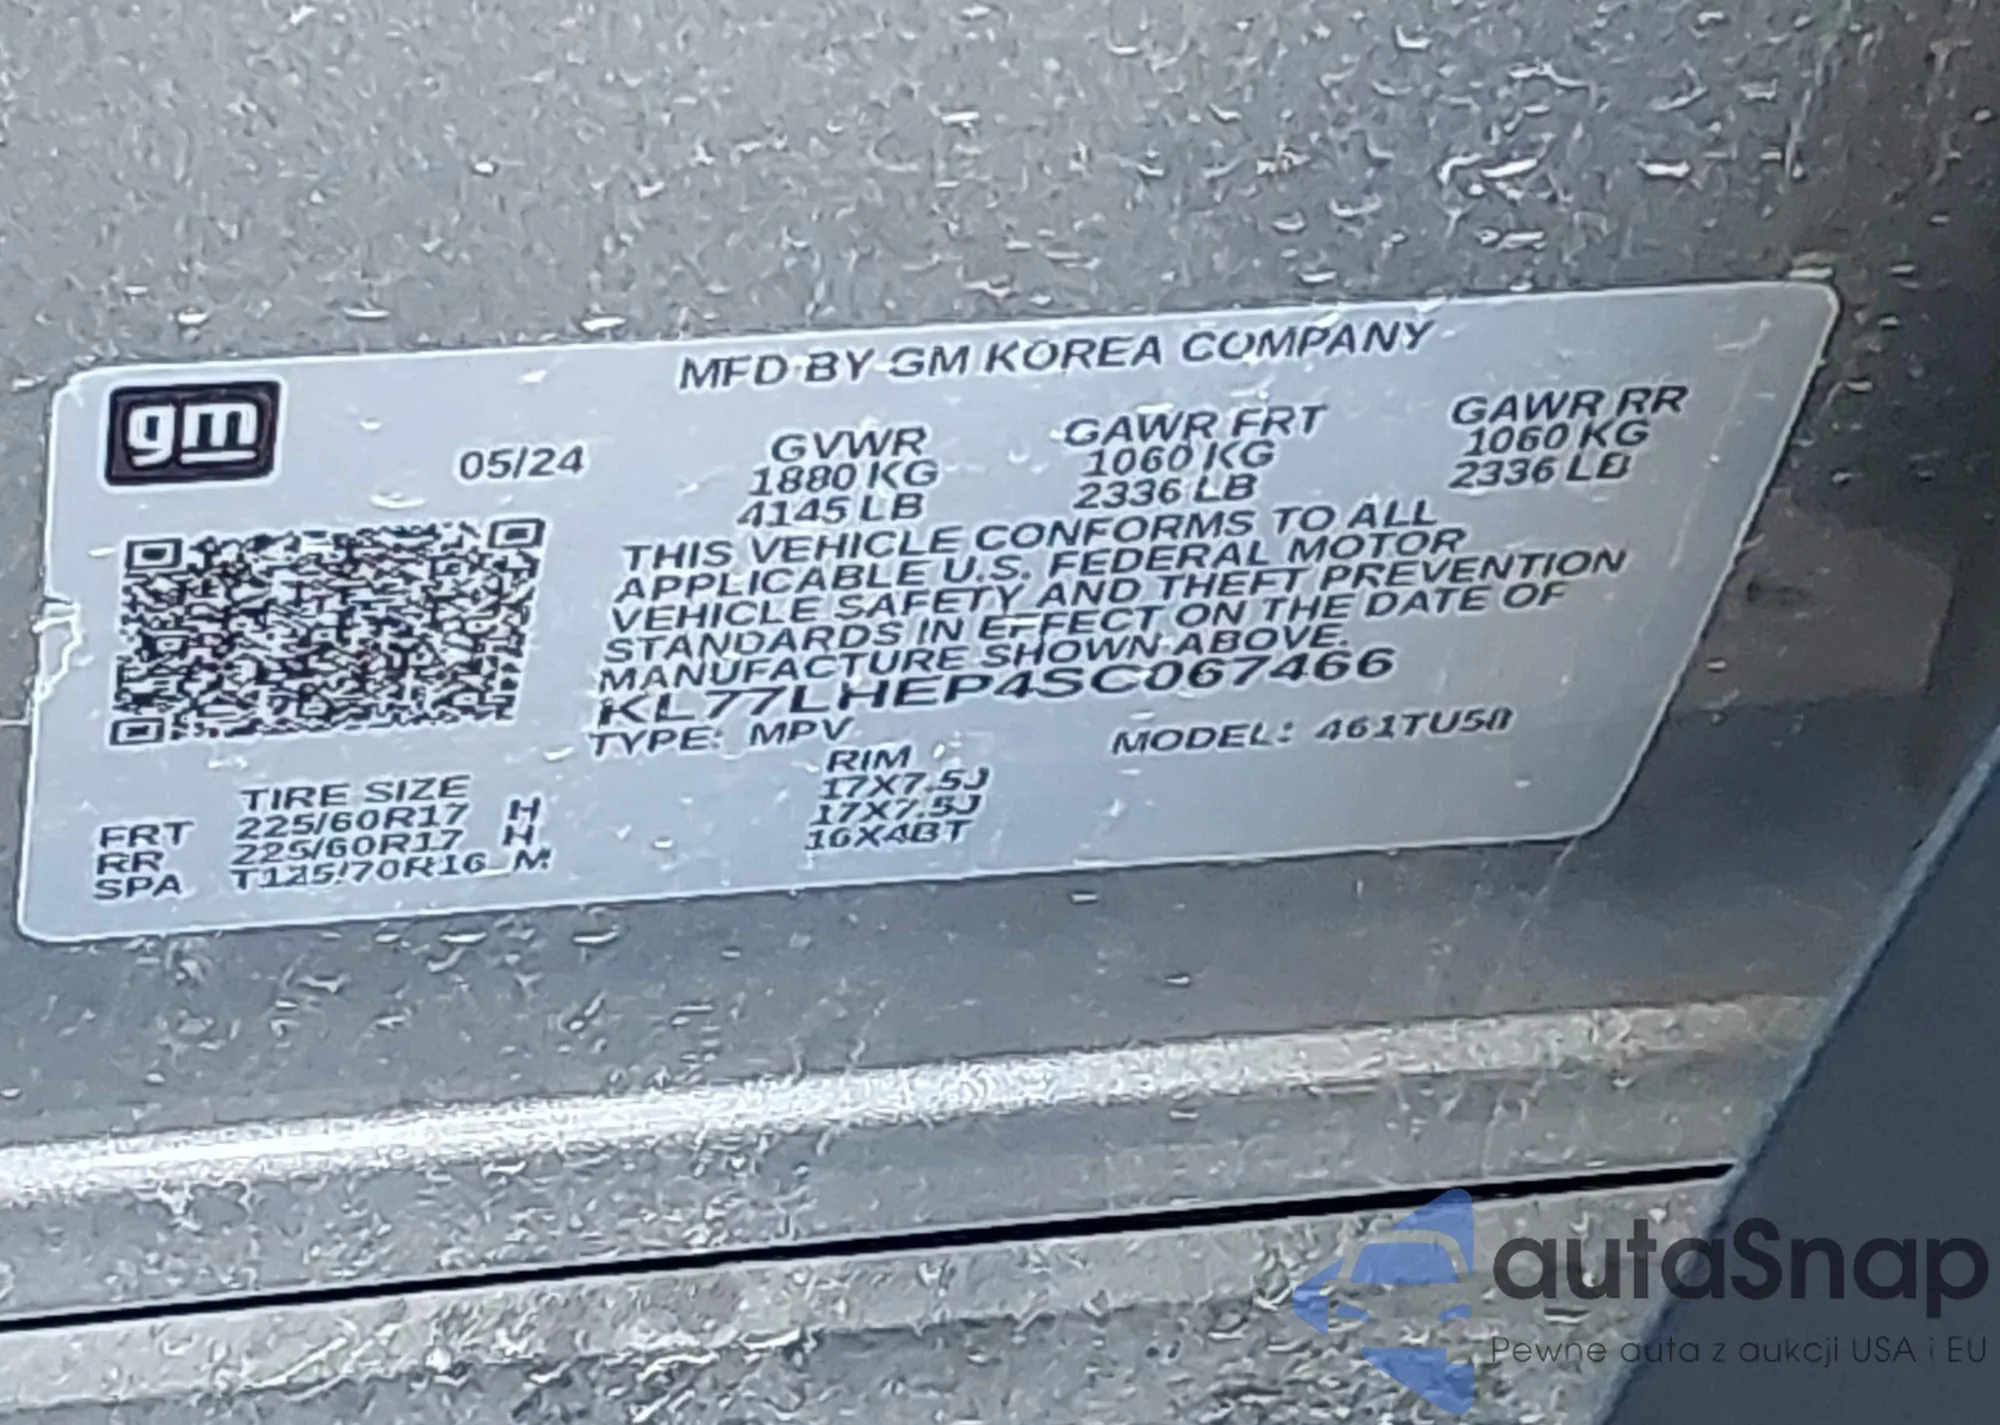 gm
MFD BY GM KOREA COMPANY
05/24
GVWR GAWR FRT GAWR RR
1880 KG 1060 KG 1060 KG
4145 LB 2336 LB 2336 LB
THIS VEHICLE CONFORMS TO ALL
APPLICABLE U.S. FEDERAL MOTOR
VEHICLE SAFETY AND THEFT PREVENTION
STANDARDS IN EFFECT ON THE DATE OF
MANUFACTURE SHOWN ABOVE.
KL77LHEP4SC067466
TYPE: MPV MODEL: 461TU58
TIRE SIZE RIM
FRT 225/60R17 H 17X7.5J
RR 225/60R17 H 17X7.5J
SPA T125/70R16 M 16X4BT
autaSnap
Pewne auta z aukcji USA i EU